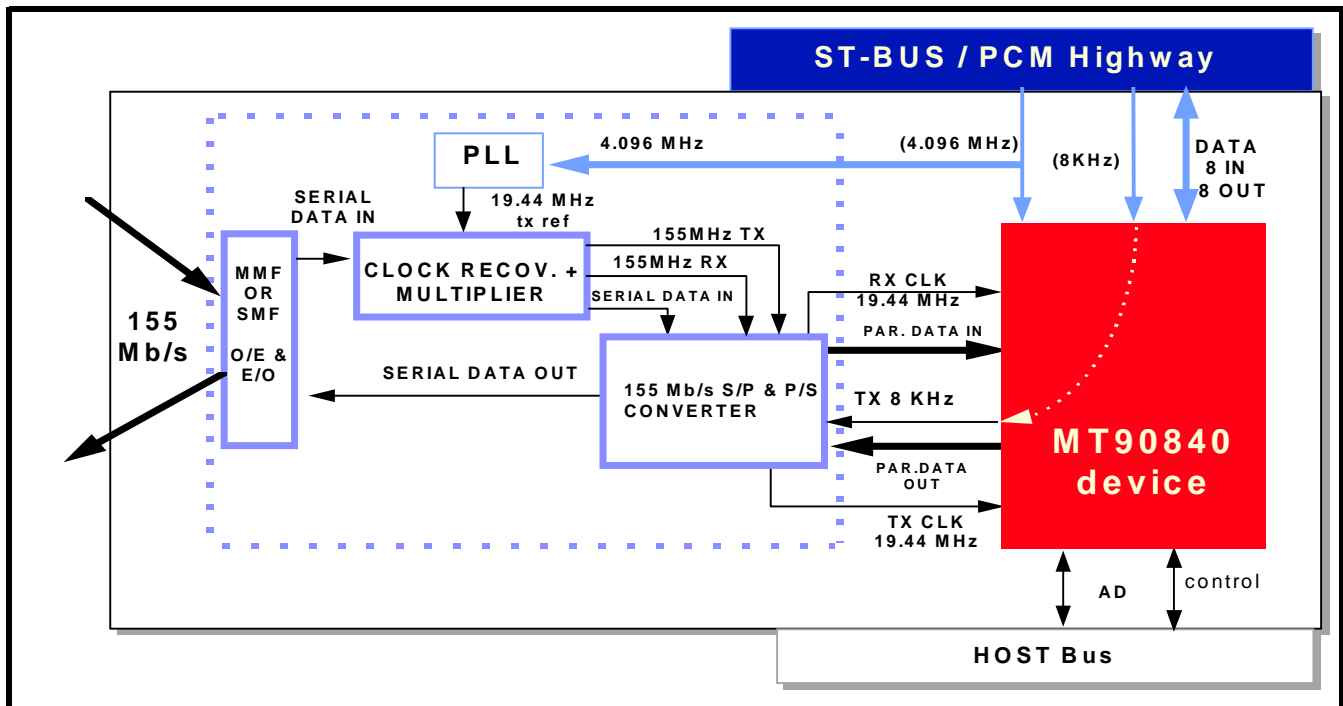 ST-BUS / PCM Highway
PLL
4.096 MHz
(4.096 MHz)
(8KHz)
DATA
8 IN
8 OUT
SERIAL
DATA IN
19.44 MHz
tx ref
155MHz TX
155MHz RX
SERIAL DATA IN
CLOCK RECOV. +
MULTIPLIER
MMF
OR
SMF
O/E &
E/O
155
Mb/s
RX CLK
19.44 MHz
PAR. DATA IN
SERIAL DATA OUT
155 Mb/s S/P & P/S
CONVERTER
TX 8 KHz
PAR.DATA
OUT
MT90840
device
TX CLK
19.44 MHz
AD
control
HOST Bus